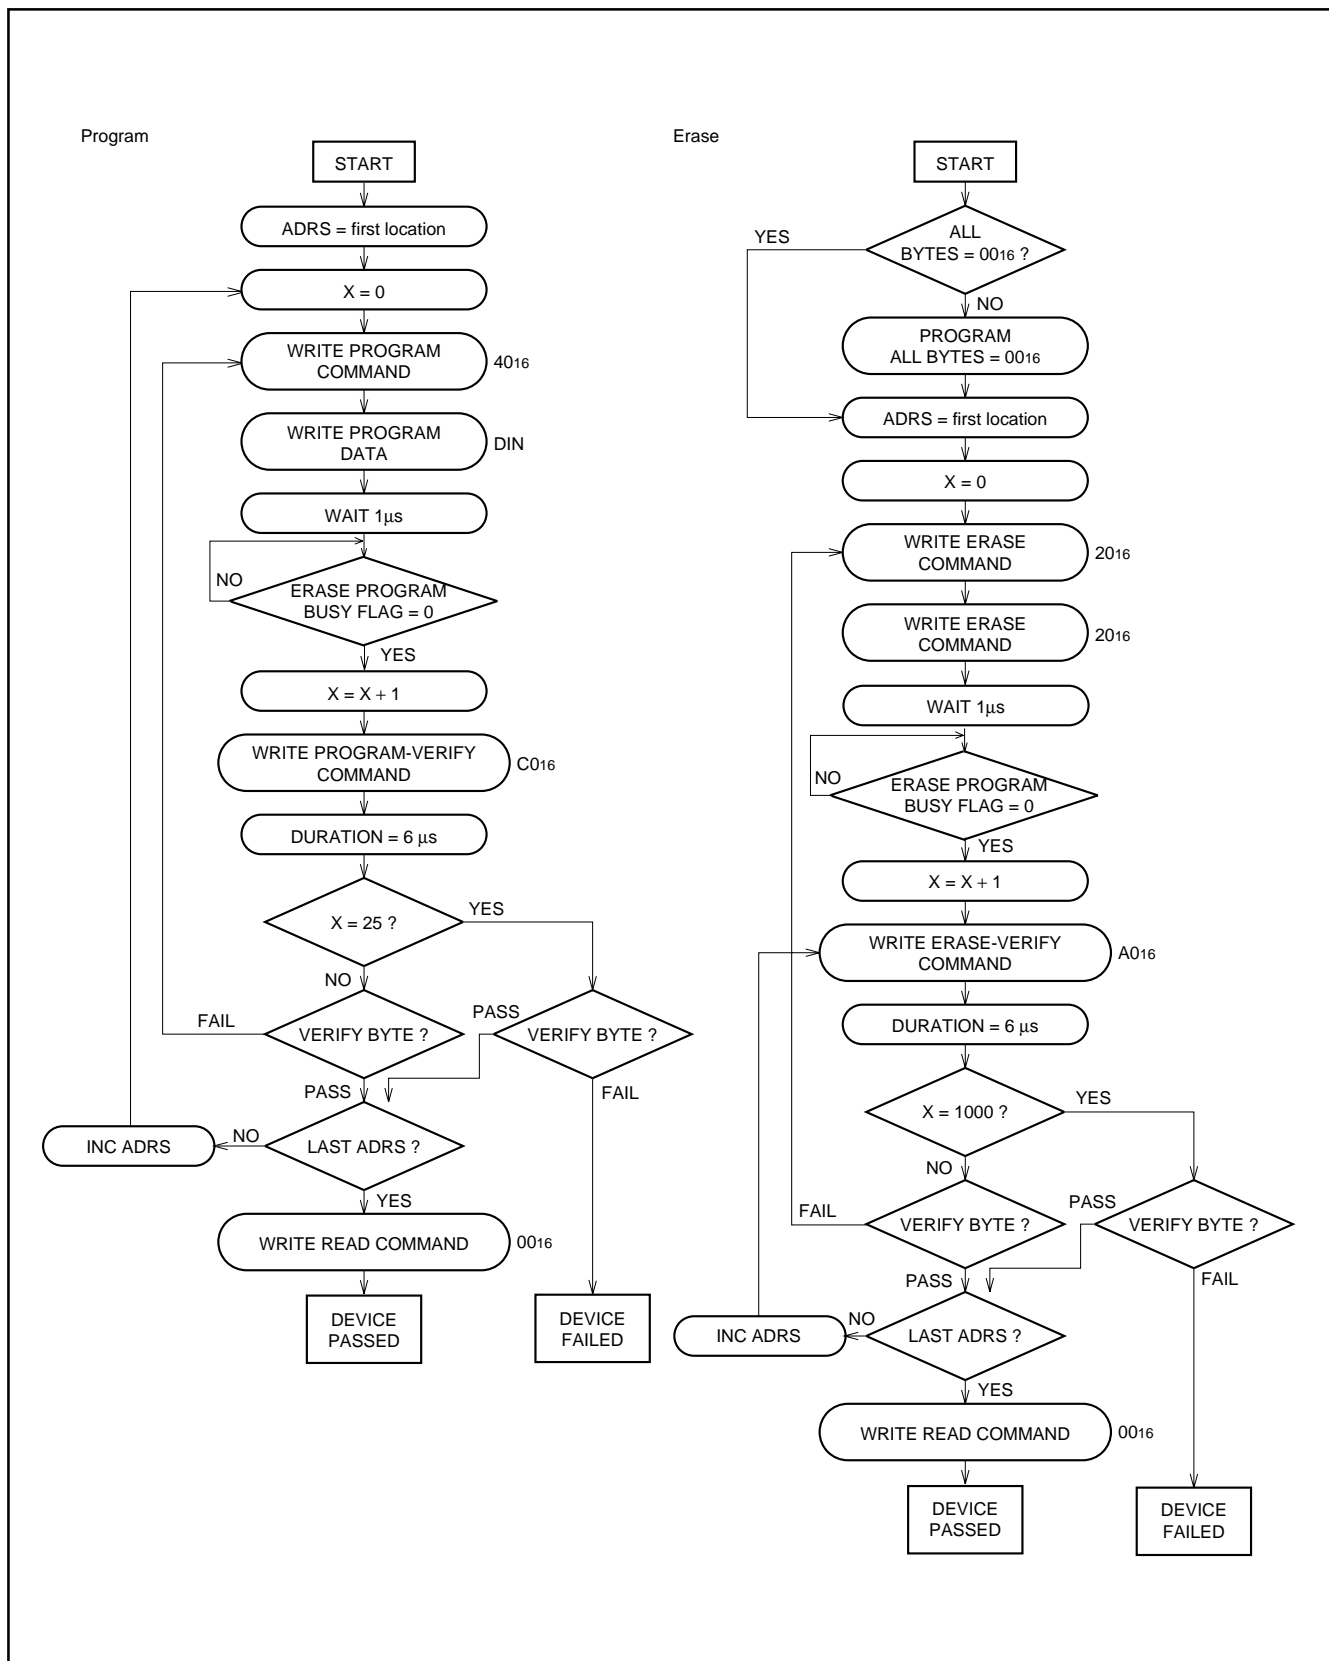 Program
START
ADRS = first location
X = 0
WRITE PROGRAM
COMMAND
4016
WRITE PROGRAM
DATA
DIN
WAIT 1μs
NO
ERASE PROGRAM
BUSY FLAG = 0
YES
X = X + 1
WRITE PROGRAM-VERIFY
COMMAND
C016
DURATION = 6 μs
X = 25 ?
YES
NO
FAIL
VERIFY BYTE ?
PASS
VERIFY BYTE ?
PASS
FAIL
INC ADRS
NO
LAST ADRS ?
YES
WRITE READ COMMAND
0016
DEVICE
PASSED
DEVICE
FAILED
Erase
START
YES
ALL
BYTES = 0016 ?
NO
PROGRAM
ALL BYTES = 0016
ADRS = first location
X = 0
WRITE ERASE
COMMAND
2016
WRITE ERASE
COMMAND
2016
WAIT 1μs
NO
ERASE PROGRAM
BUSY FLAG = 0
YES
X = X + 1
WRITE ERASE-VERIFY
COMMAND
A016
DURATION = 6 μs
X = 1000 ?
YES
NO
FAIL
VERIFY BYTE ?
PASS
VERIFY BYTE ?
PASS
FAIL
INC ADRS
NO
LAST ADRS ?
YES
WRITE READ COMMAND
0016
DEVICE
PASSED
DEVICE
FAILED